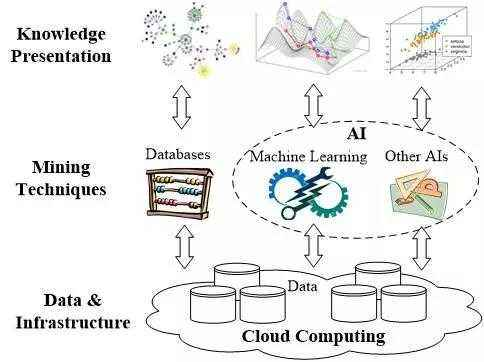 Knowledge
Presentation
AI
Databases
Machine Learning
Other AIs
Mining
Techniques
Data
Data &
Infrastructure
Cloud Computing